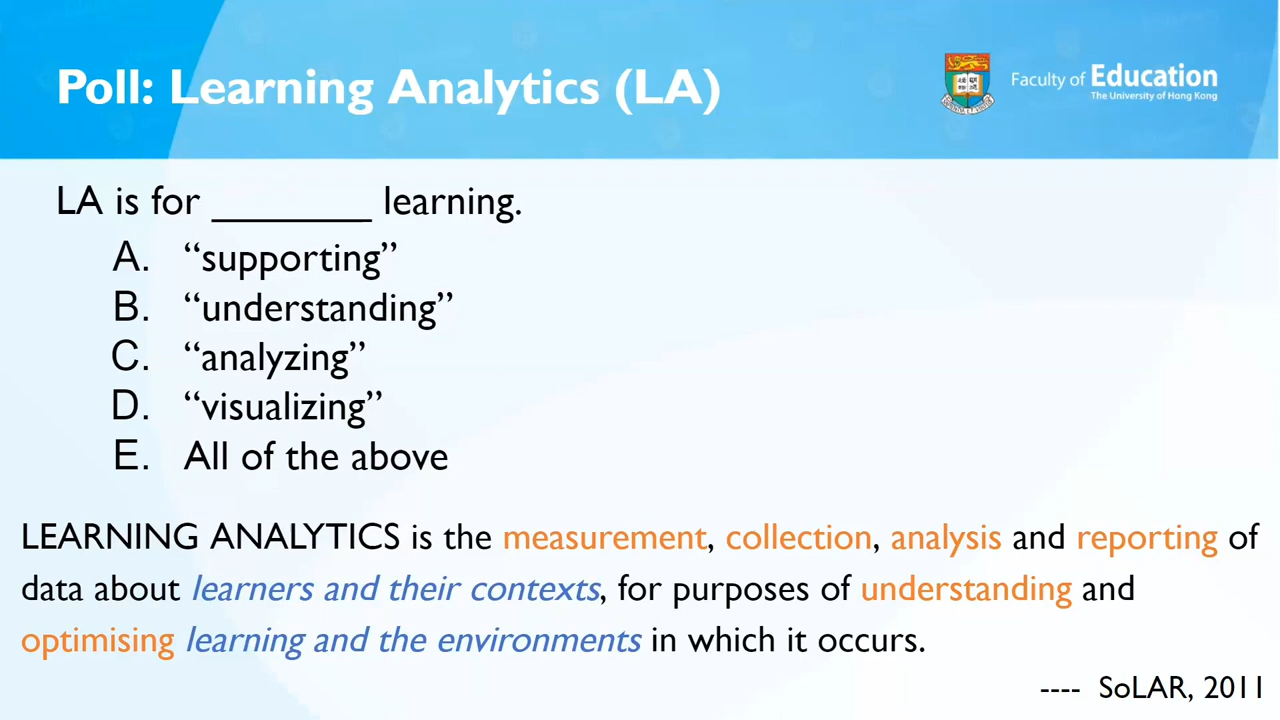 Poll: Learning Analytics (LA)
Faculty of Education
The University of Hong Kong
LA is for ________ learning.
A. “supporting”
B. “understanding”
C. “analyzing”
D. “visualizing”
E. All of the above
LEARNING ANALYTICS is the measurement, collection, analysis and reporting of
data about learners and their contexts, for purposes of understanding and
optimising learning and the environments in which it occurs.
---- SoLAR, 2011